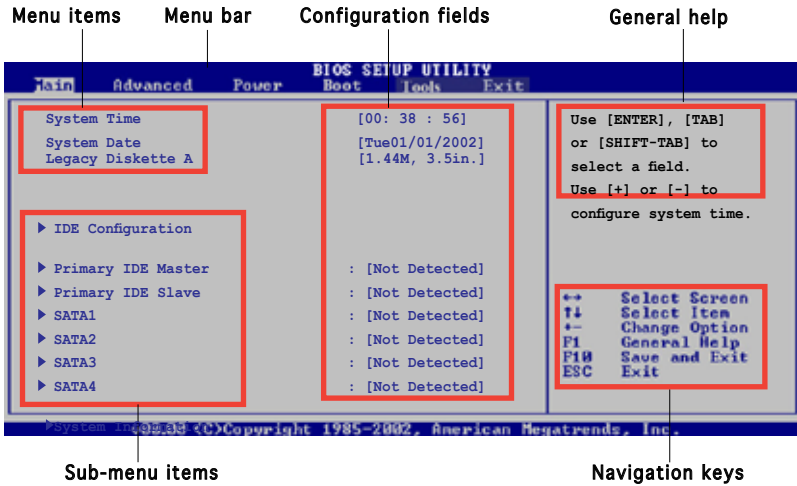 Menu items Menu bar Configuration fields General help
BIOS SETUP UTILITY
Main Advanced Power Boot Tools Exit
System Time [00: 38 : 56]
System Date [Tue01/01/2002]
Legacy Diskette A [1.44M, 3.5in.]
IDE Configuration
Primary IDE Master : [Not Detected]
Primary IDE Slave : [Not Detected]
SATA1 : [Not Detected]
SATA2 : [Not Detected]
SATA3 : [Not Detected]
SATA4 : [Not Detected]
System Information
Use [ENTER], [TAB]
or [SHIFT-TAB] to
select a field.
Use [+] or [-] to
configure system time.
↔ Select Screen
↑↓ Select Item
+- Change Option
F1 General Help
F10 Save and Exit
ESC Exit
(C)Copyright 1985-2002, American Megatrends, Inc.
Sub-menu items Navigation keys